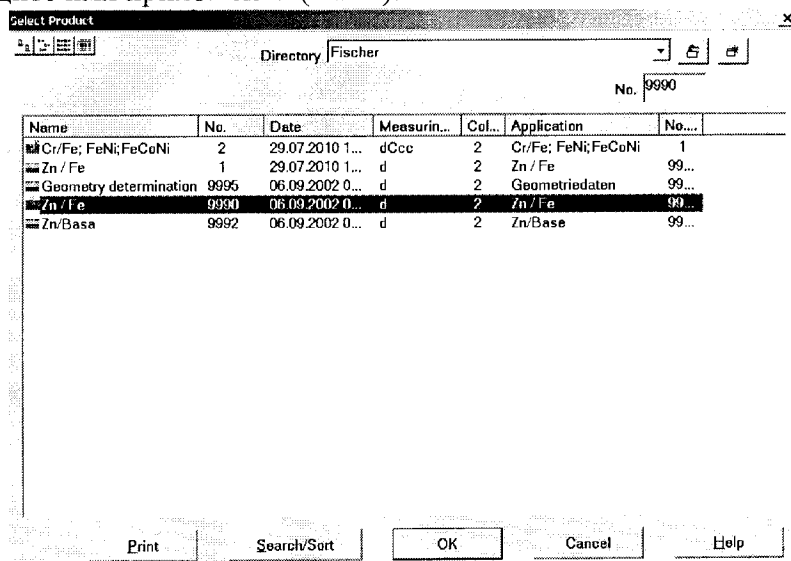 Select Product
Directory Fischer
No. 9990
Name No. Date Measurin... Col... Application No....
Cr/Fe; FeNi;FeCoNi 2 29.07.2010 1... dCcc 2 Cr/Fe; FeNi;FeCoNi 1
Zn / Fe 1 29.07.2010 1... d 2 Zn / Fe 99...
Geometry determination 9995 06.09.2002 0... d 2 Geometriedaten 99...
Zn / Fe 9990 06.09.2002 0... d 2 Zn / Fe 99...
Zn/Basa 9992 06.09.2002 0... d 2 Zn/Base 99...
Print Search/Sort OK Cancel Help